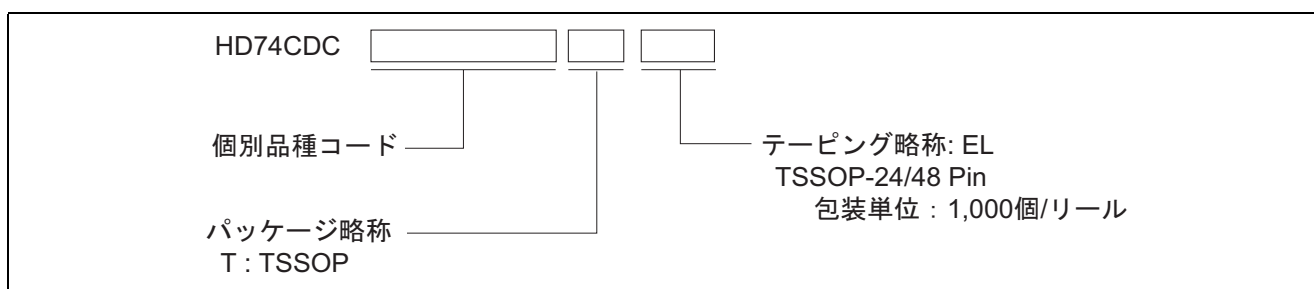 HD74CDC
個別品種コード
テーピング略称: EL
TSSOP-24/48 Pin
包装単位：1,000個/リール
パッケージ略称
T : TSSOP